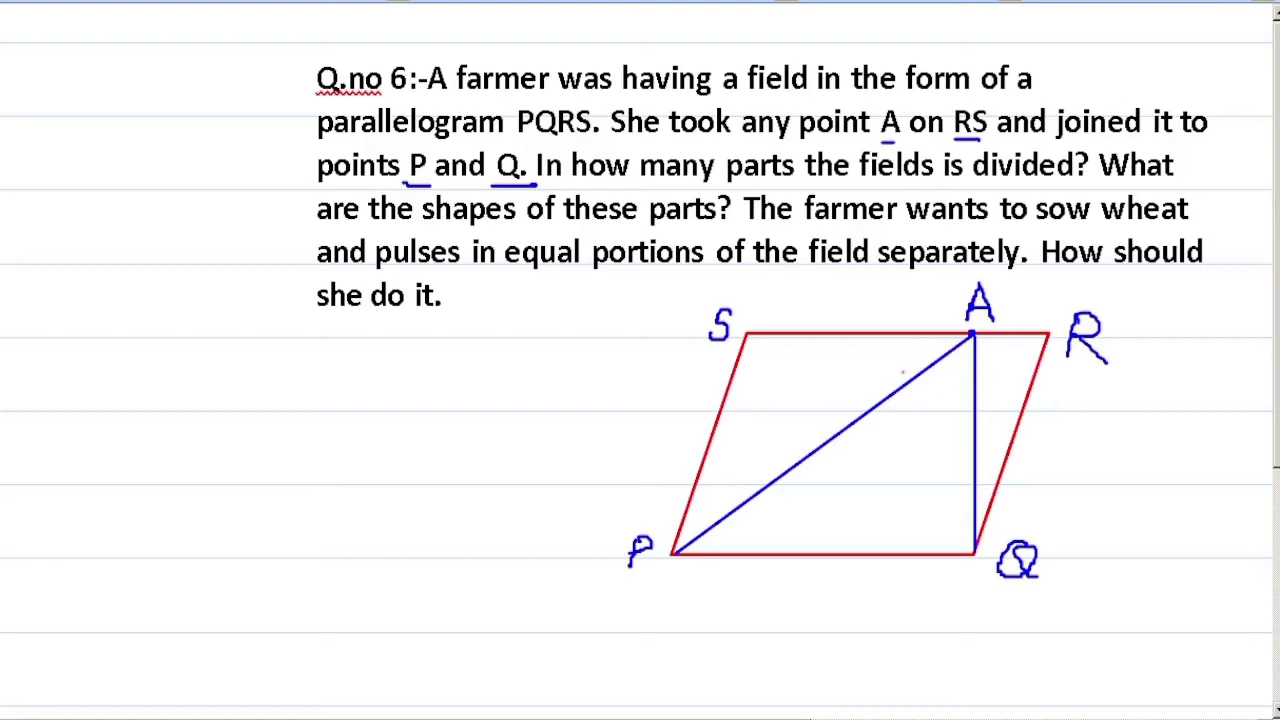 Q.no 6:-A farmer was having a field in the form of a
parallelogram PQRS. She took any point A on RS and joined it to
points P and Q. In how many parts the fields is divided? What
are the shapes of these parts? The farmer wants to sow wheat
and pulses in equal portions of the field separately. How should
she do it.
A
S
R
P
Q